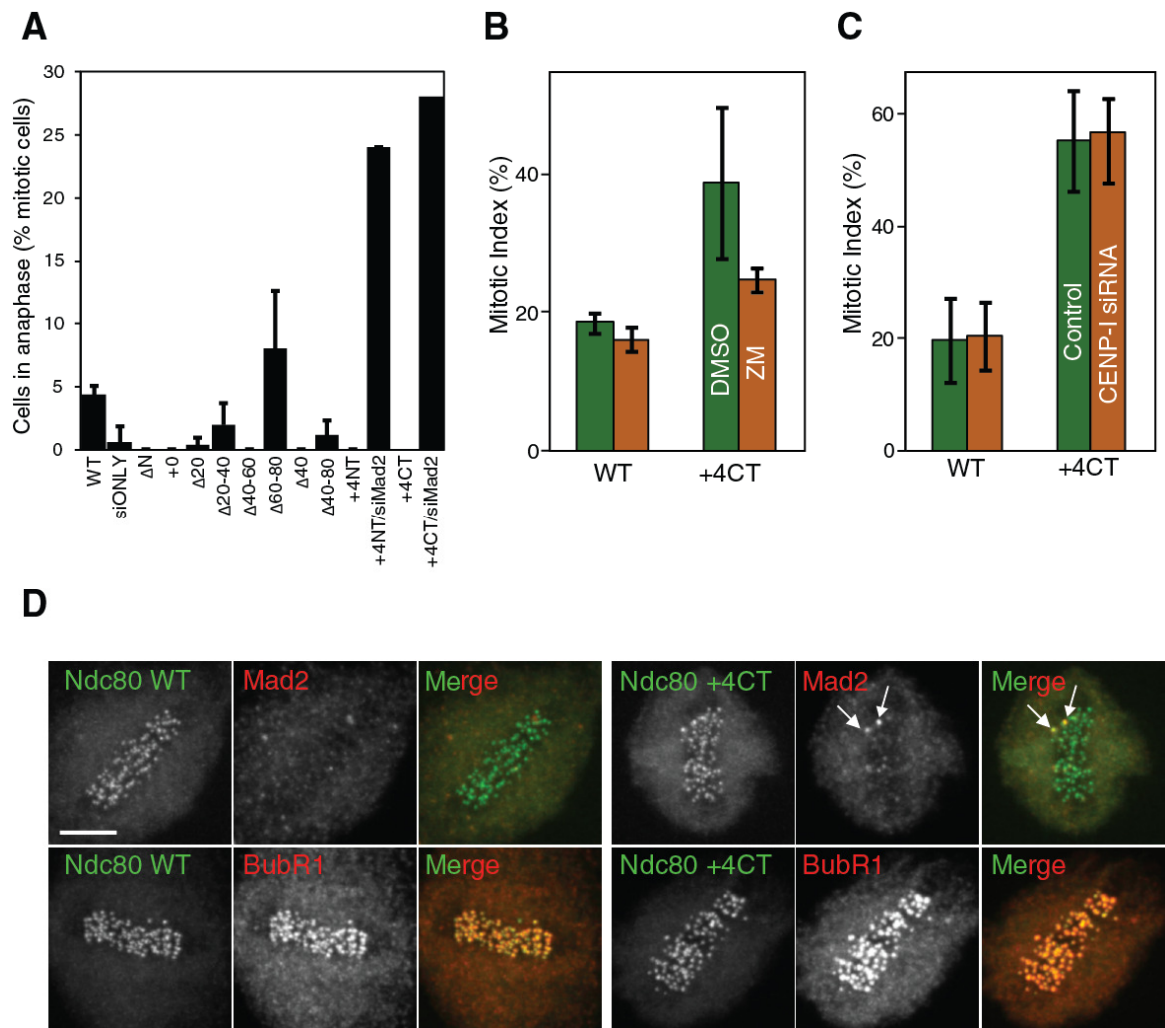 A
Cells in anaphase (% mitotic cells)
30
25
20
15
10
5
0
WT
siONLY
ΔN
+0
Δ20
Δ20-40
Δ40-60
Δ60-80
Δ40
Δ40-80
+4NT
+4NT/siMad2
+4CT
+4CT/siMad2
B
Mitotic Index (%)
40
20
0
DMSO
ZM
WT
+4CT
C
Mitotic Index (%)
60
40
20
0
Control
CENP-I siRNA
WT
+4CT
D
Ndc80 WT
Mad2
Merge
Ndc80 +4CT
Mad2
Merge
Ndc80 WT
BubR1
Merge
Ndc80 +4CT
BubR1
Merge